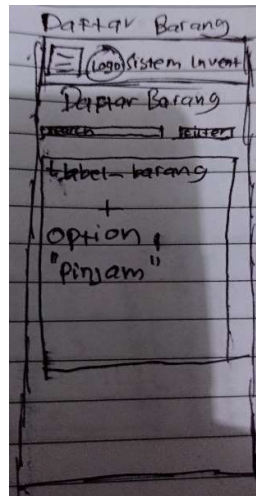 Daftar Barang
Logo Sistem Invent
Daftar Barang
Search Filter
Tabel barang
+
option
"pinjam"